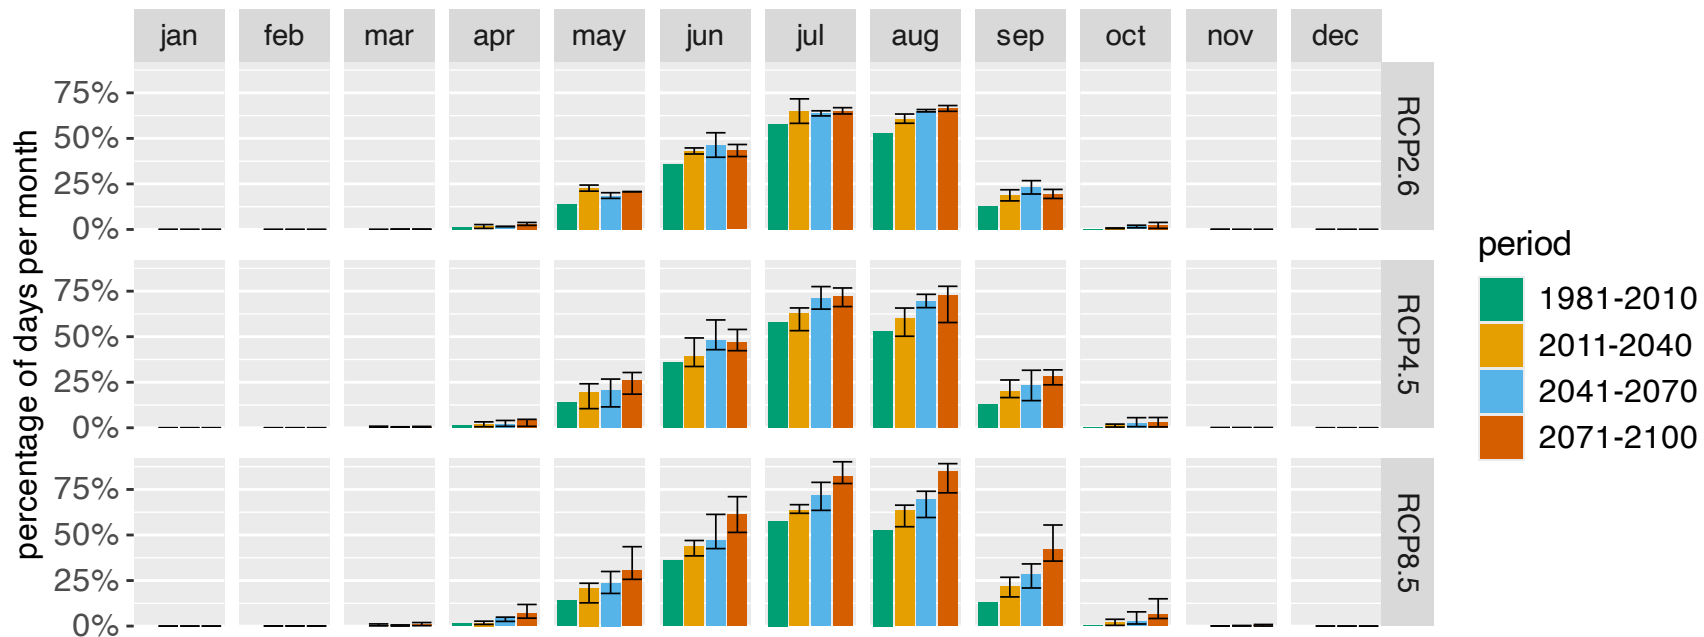 jan feb mar apr may jun jul aug sep oct nov dec
percentage of days per month
75%
50%
25%
0%
RCP2.6
75%
50%
25%
0%
RCP4.5
75%
50%
25%
0%
RCP8.5
period
1981-2010
2011-2040
2041-2070
2071-2100